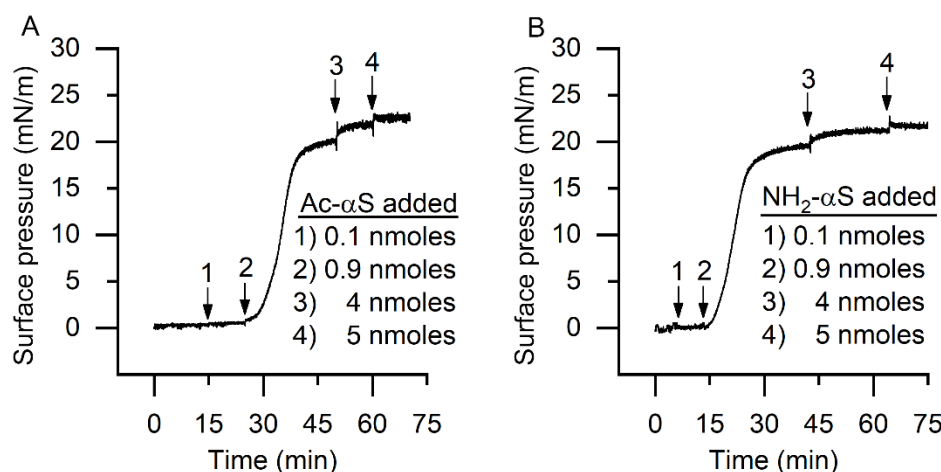 A
Surface pressure (mN/m)
30
25
20
15
10
5
0
1
2
3
4
Ac-αS added
1) 0.1 nmoles
2) 0.9 nmoles
3) 4 nmoles
4) 5 nmoles
0 15 30 45 60 75
Time (min)
B
Surface pressure (mN/m)
30
25
20
15
10
5
0
1
2
3
4
NH₂-αS added
1) 0.1 nmoles
2) 0.9 nmoles
3) 4 nmoles
4) 5 nmoles
0 15 30 45 60 75
Time (min)